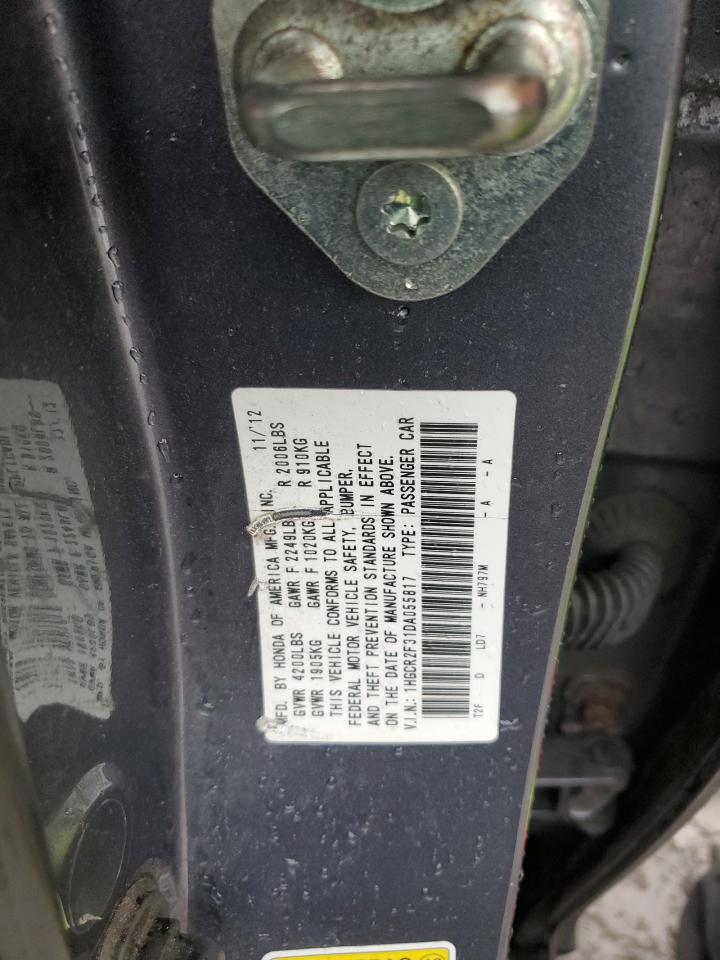 MFD. BY HONDA OF AMERICA MFG. INC. 11/12
GVWR 4200LBS GAWR F 2249LBS R 2006LBS
GVWR 1905KG GAWR F 1020KG R 910KG
THIS VEHICLE CONFORMS TO ALL APPLICABLE
FEDERAL MOTOR VEHICLE SAFETY, BUMPER,
AND THEFT PREVENTION STANDARDS IN EFFECT
ON THE DATE OF MANUFACTURE SHOWN ABOVE.
V.I.N.: 1HGCR2F31DA055817 TYPE: PASSENGER CAR
T2F D LD7 - NH797M - A - A